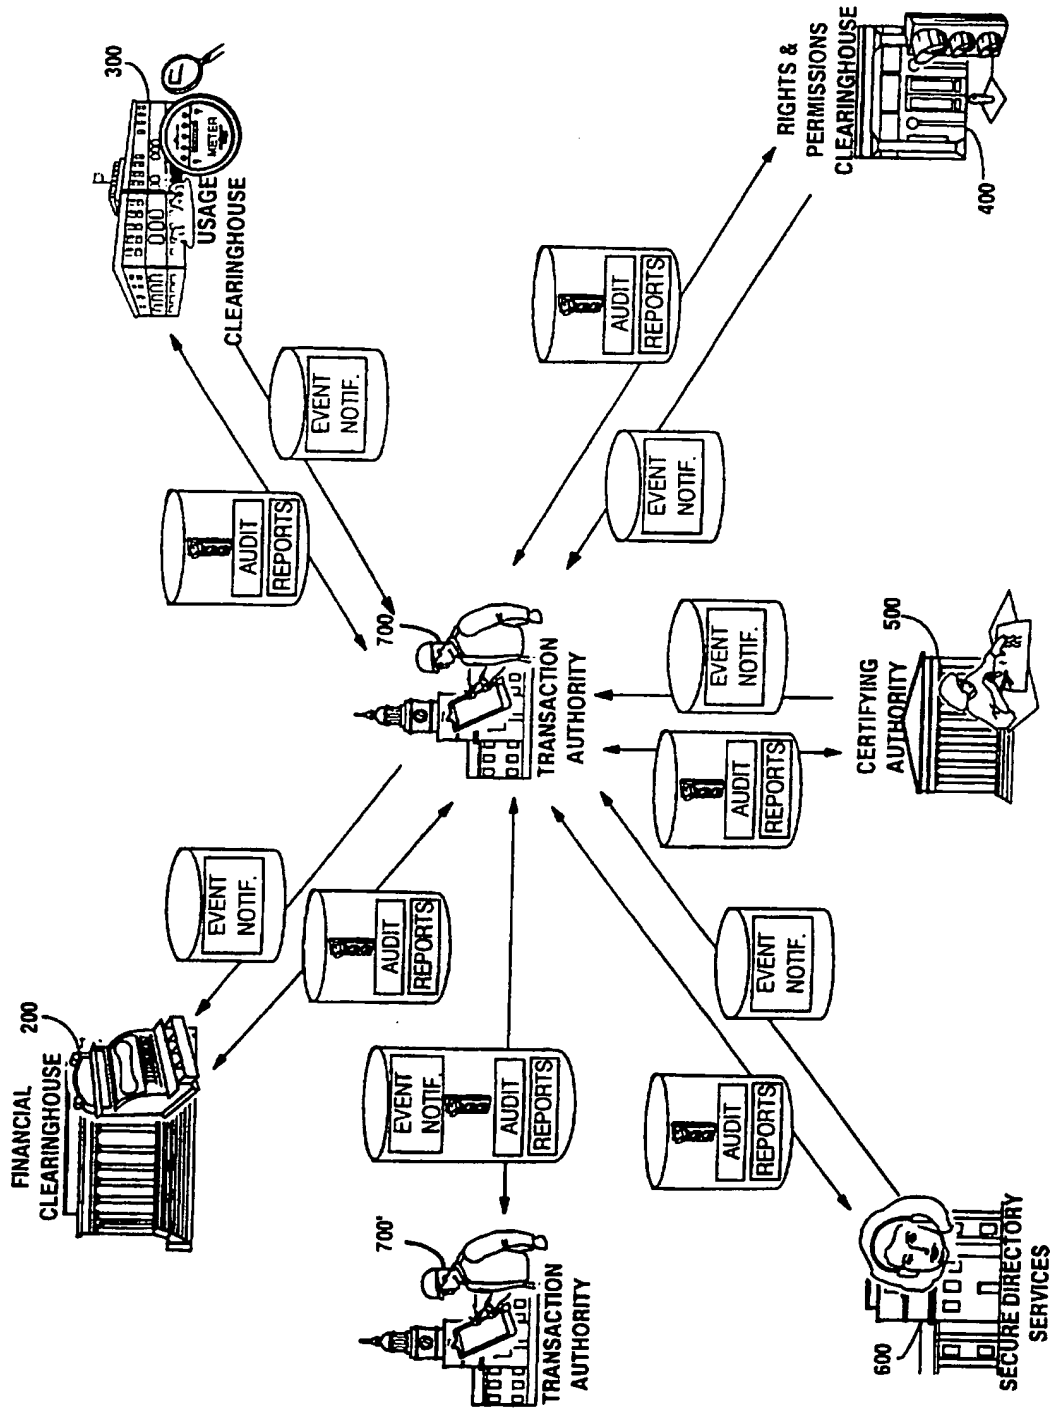 FINANCIAL
CLEARINGHOUSE
200
EVENT
NOTIF.
AUDIT
REPORTS
300
METER
USAGE
CLEARINGHOUSE
EVENT
NOTIF.
AUDIT
REPORTS
700'
TRANSACTION
AUTHORITY
EVENT
NOTIF.
AUDIT
REPORTS
700
TRANSACTION
AUTHORITY
AUDIT
REPORTS
EVENT
NOTIF.
RIGHTS &
PERMISSIONS
CLEARINGHOUSE
400
600
SECURE DIRECTORY
SERVICES
AUDIT
REPORTS
EVENT
NOTIF.
AUDIT
REPORTS
EVENT
NOTIF.
CERTIFYING
AUTHORITY
500